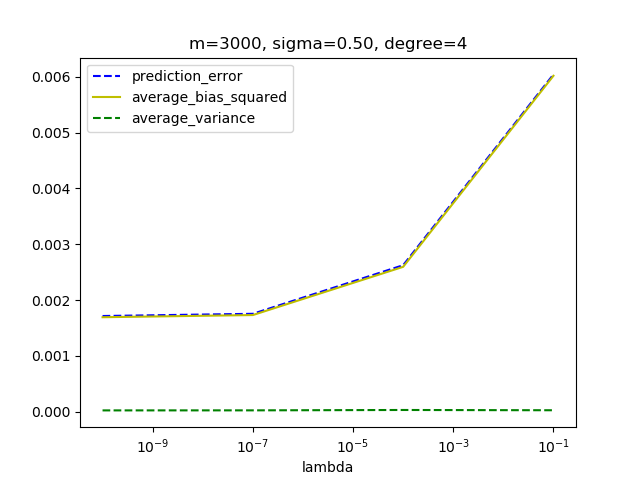 m=3000, sigma=0.50, degree=4
prediction_error
average_bias_squared
average_variance
0.006
0.005
0.004
0.003
0.002
0.001
0.000
10⁻⁹ 10⁻⁷ 10⁻⁵ 10⁻³ 10⁻¹
lambda